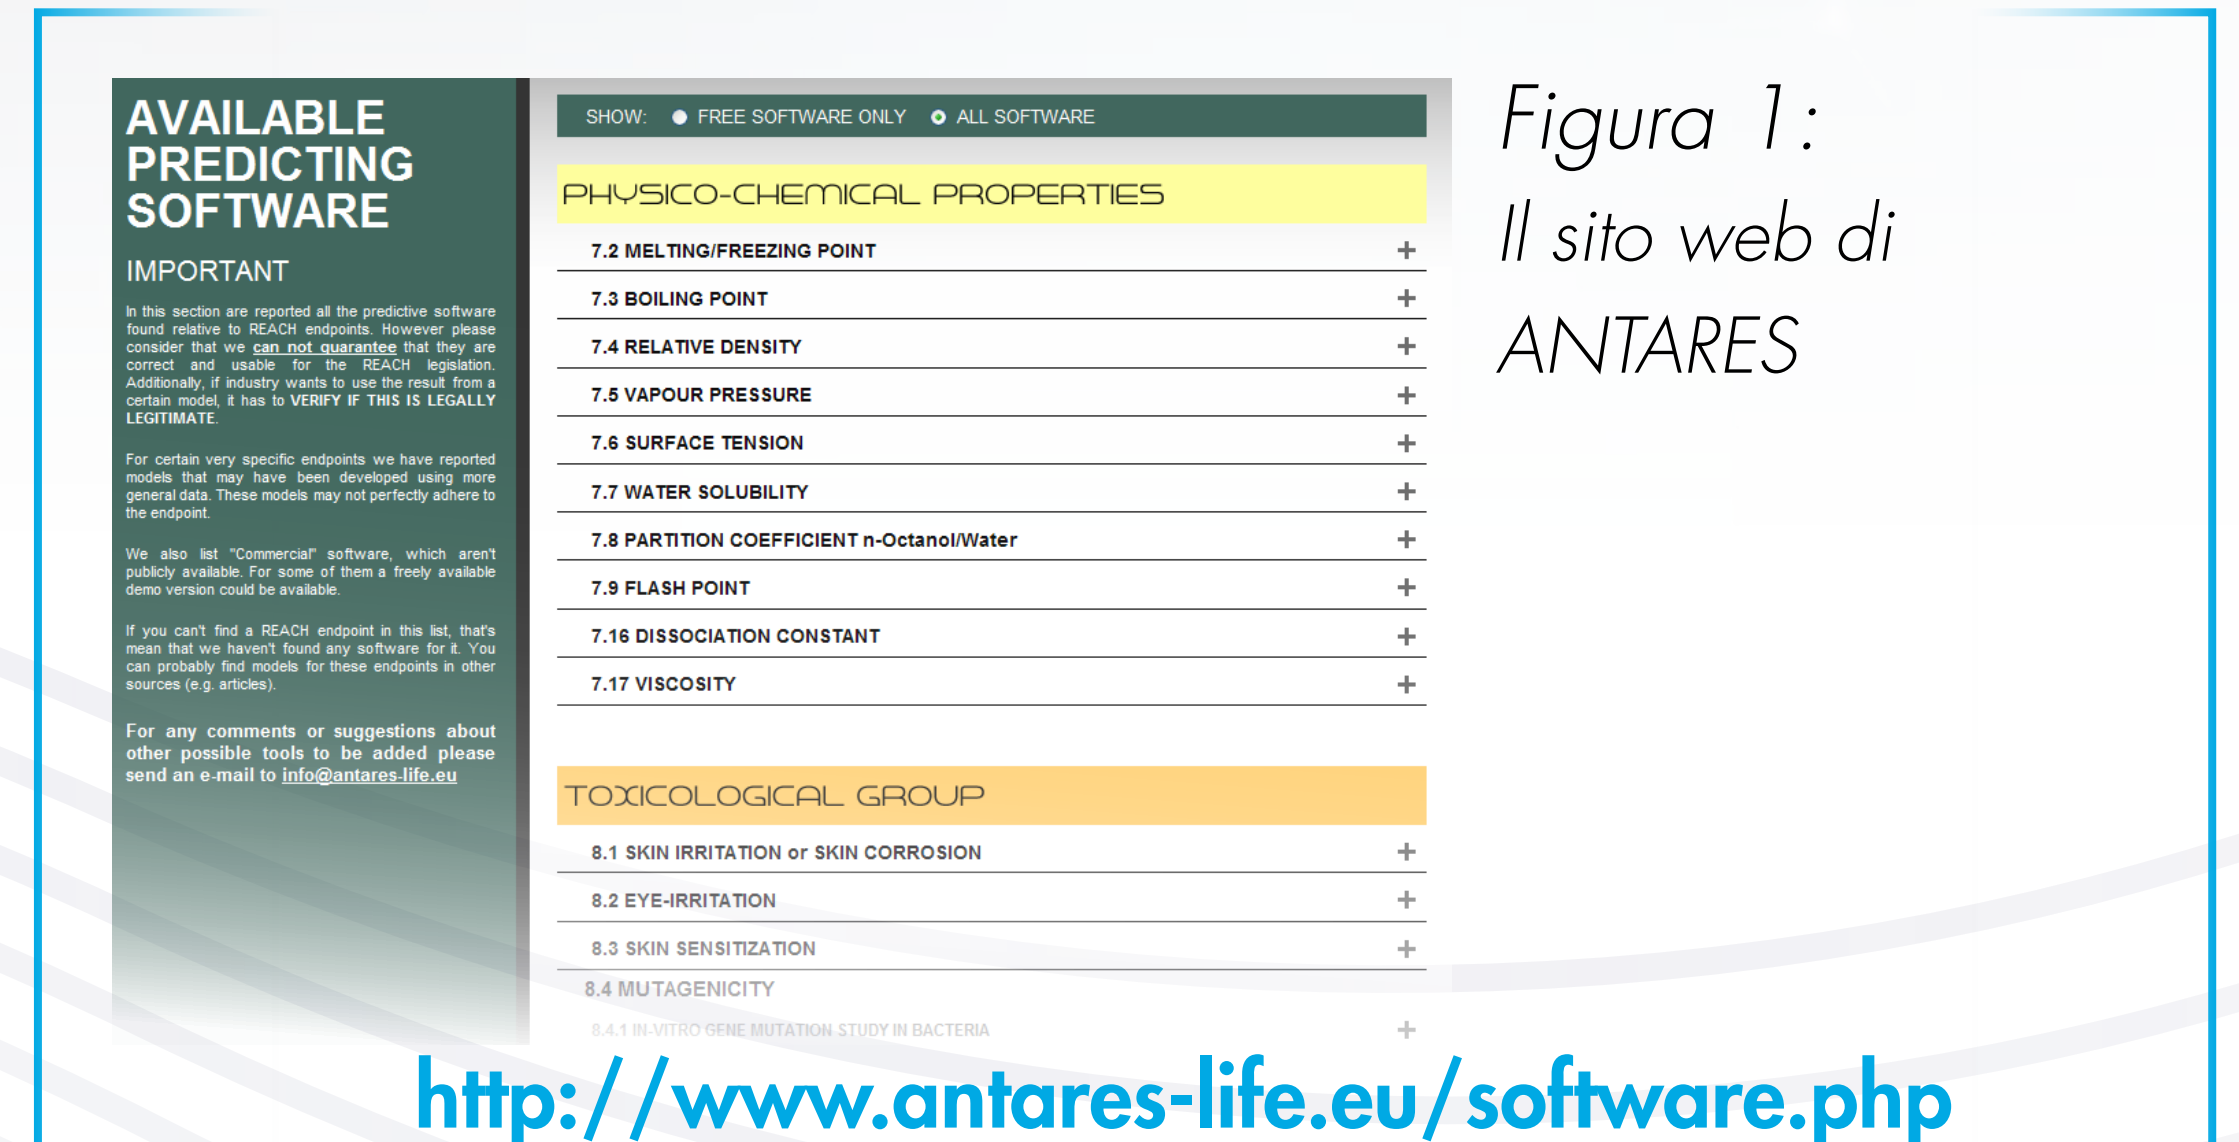 AVAILABLE
PREDICTING
SOFTWARE
IMPORTANT
In this section are reported all the predictive software
found relative to REACH endpoints. However please
consider that we can not quarantee that they are
correct and usable for the REACH legislation.
Additionally, if industry wants to use the result from a
certain model, it has to VERIFY IF THIS IS LEGALLY
LEGITIMATE.
For certain very specific endpoints we have reported
models that may have been developed using more
general data. These models may not perfectly adhere to
the endpoint.
We also list "Commercial" software, which aren't
publicly available. For some of them a freely available
demo version could be available.
If you can't find a REACH endpoint in this list, that's
mean that we haven't found any software for it. You
can probably find models for these endpoints in other
sources (e.g. articles).
For any comments or suggestions about
other possible tools to be added please
send an e-mail to info@antares-life.eu
SHOW: FREE SOFTWARE ONLY ALL SOFTWARE
PHYSICO-CHEMICAL PROPERTIES
7.2 MELTING/FREEZING POINT +
7.3 BOILING POINT +
7.4 RELATIVE DENSITY +
7.5 VAPOUR PRESSURE +
7.6 SURFACE TENSION +
7.7 WATER SOLUBILITY +
7.8 PARTITION COEFFICIENT n-Octanol/Water +
7.9 FLASH POINT +
7.16 DISSOCIATION CONSTANT +
7.17 VISCOSITY +
TOXICOLOGICAL GROUP
8.1 SKIN IRRITATION or SKIN CORROSION +
8.2 EYE-IRRITATION +
8.3 SKIN SENSITIZATION +
8.4 MUTAGENICITY
8.4.1 IN-VITRO GENE MUTATION STUDY IN BACTERIA +
Figura 1:
Il sito web di
ANTARES
http://www.antares-life.eu/software.php